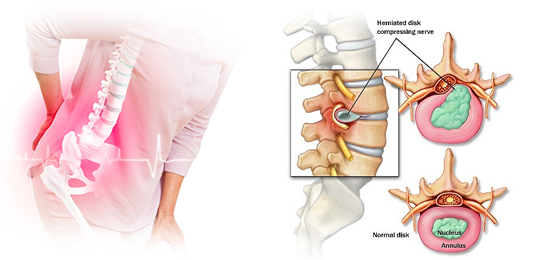 Herniated disk
compressing nerve
Normal disk
Nucleus
Annulus